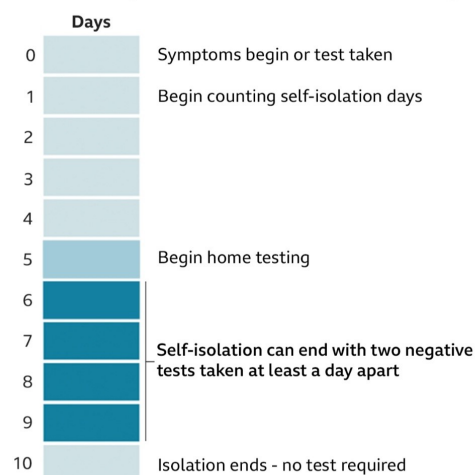 Days
0 Symptoms begin or test taken
1 Begin counting self-isolation days
2
3
4
5 Begin home testing
6
7
Self-isolation can end with two negative
tests taken at least a day apart
8
9
10 Isolation ends - no test required